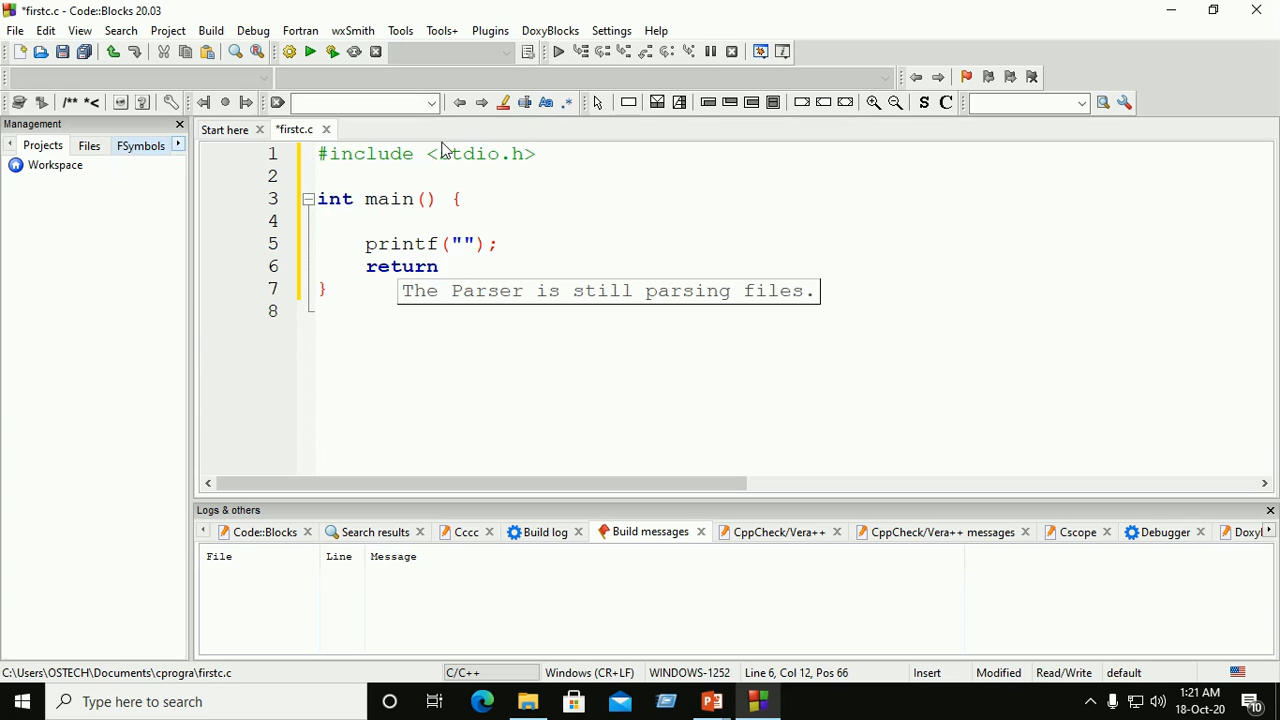 *firstc.c - Code::Blocks 20.03
File Edit View Search Project Build Debug Fortran wxSmith Tools Tools+ Plugins DoxyBlocks Settings Help
/** *<
S C
Management
Projects Files FSymbols
Workspace
Start here *firstc.c
1 #include <stdio.h>
2
3 int main() {
4
5 printf("");
6 return
7 }
8
The Parser is still parsing files.
Logs & others
Code::Blocks Search results Cccc Build log Build messages CppCheck/Vera++ CppCheck/Vera++ messages Cscope Debugger
File Line Message
C:\Users\OSTECH\Documents\cprogra\firstc.c C/C++ Windows (CR+LF) WINDOWS-1252 Line 6, Col 12, Pos 66 Insert Modified Read/Write default
Type here to search
1:21 AM
18-Oct-20
10